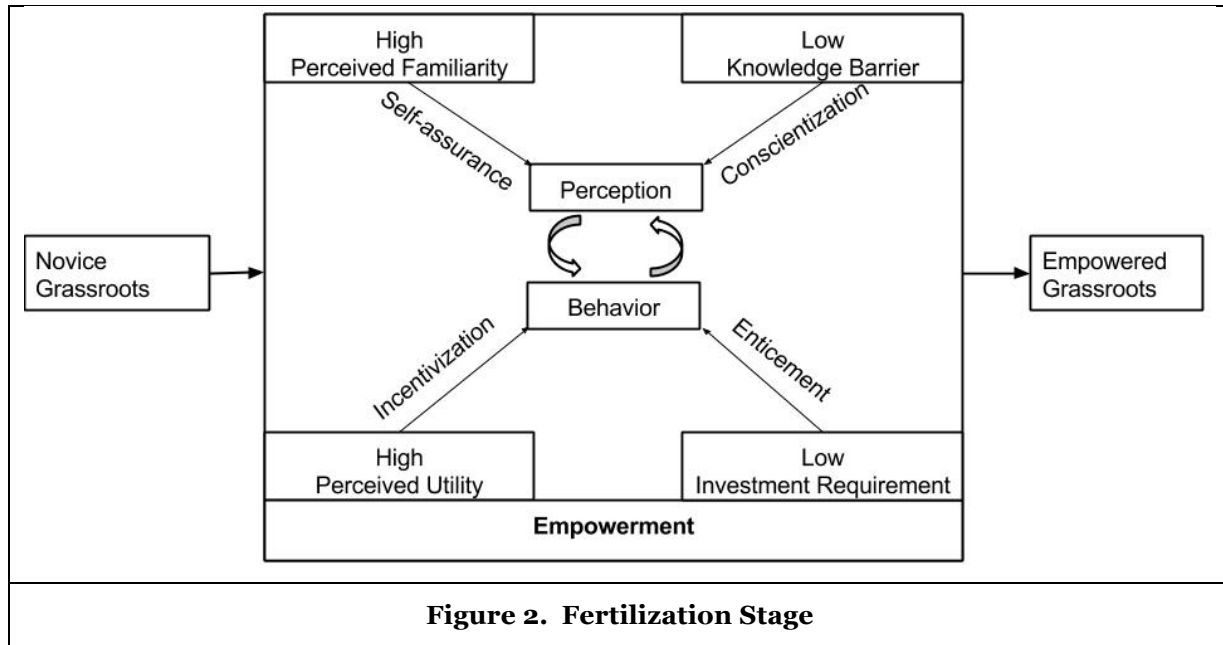 High
Perceived Familiarity
Low
Knowledge Barrier
Self-assurance
Conscientization
Perception
Novice
Grassroots
Empowered
Grassroots
Behavior
Incentivization
Enticement
High
Perceived Utility
Low
Investment Requirement
Empowerment
Figure 2. Fertilization Stage